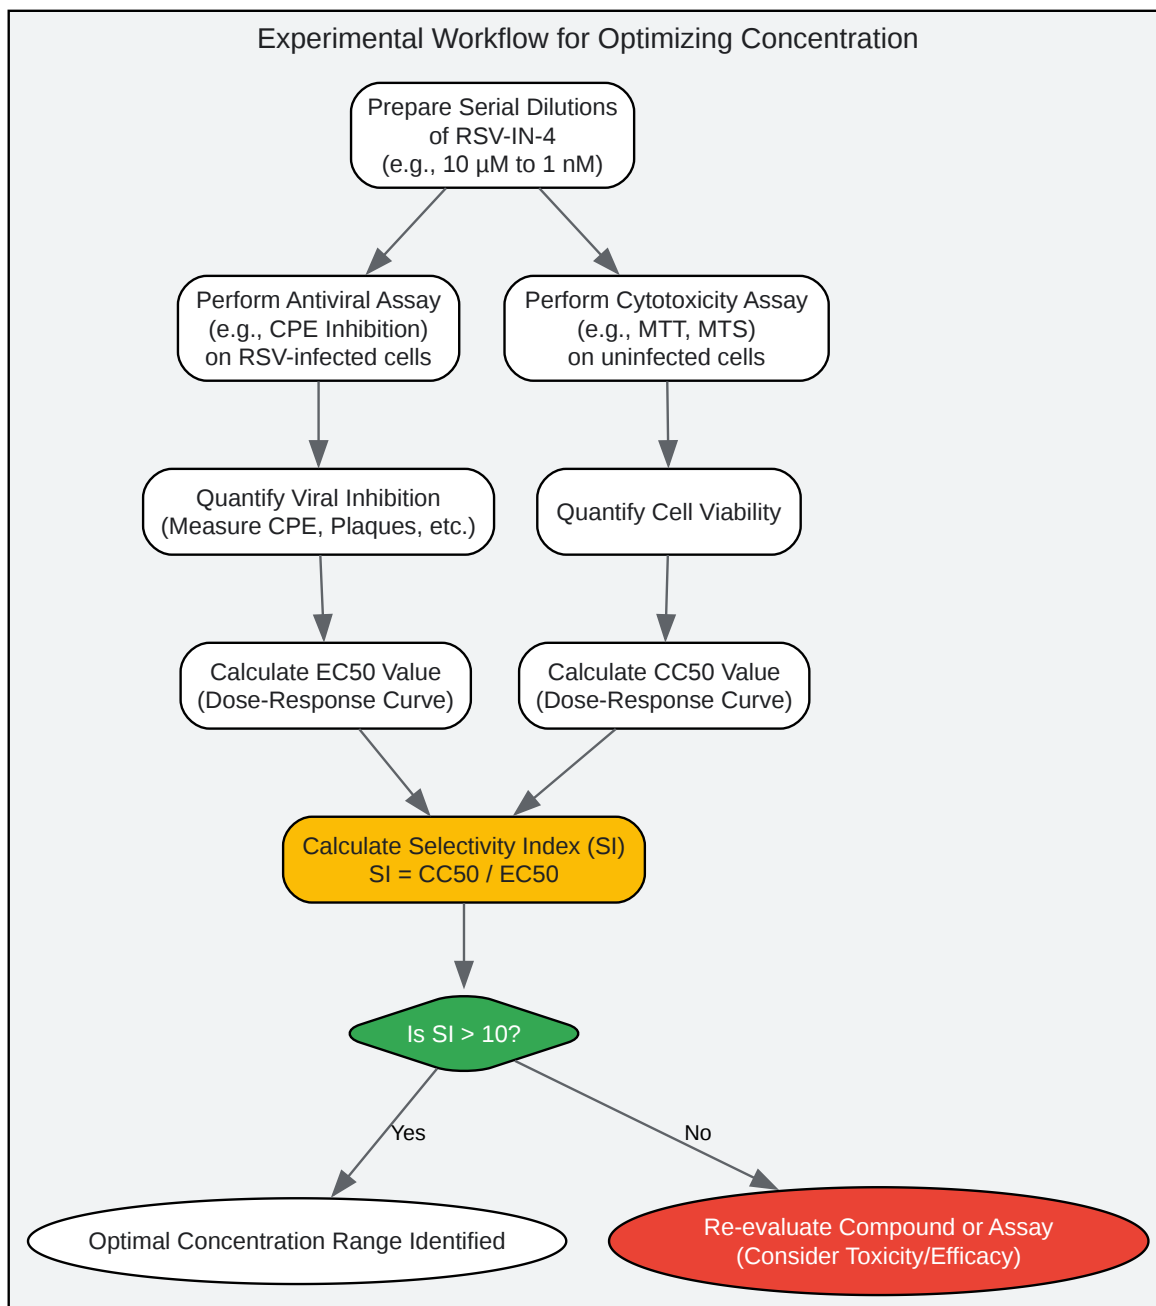 Experimental Workflow for Optimizing Concentration
Prepare Serial Dilutions
of RSV-IN-4
(e.g., 10 µM to 1 nM)
Perform Antiviral Assay
(e.g., CPE Inhibition)
on RSV-infected cells
Perform Cytotoxicity Assay
(e.g., MTT, MTS)
on uninfected cells
Quantify Viral Inhibition
(Measure CPE, Plaques, etc.)
Quantify Cell Viability
Calculate EC50 Value
(Dose-Response Curve)
Calculate CC50 Value
(Dose-Response Curve)
Calculate Selectivity Index (SI)
SI = CC50 / EC50
Is SI > 10?
Yes
No
Optimal Concentration Range Identified
Re-evaluate Compound or Assay
(Consider Toxicity/Efficacy)